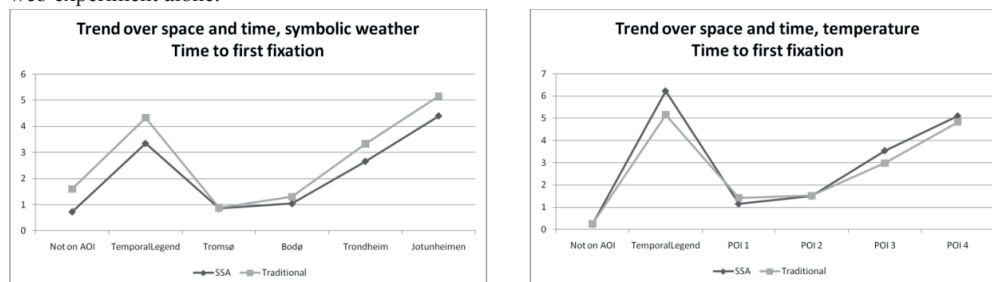 web experiment alone.
Trend over space and time, symbolic weather
Time to first fixation
6
5
4
3
2
1
0
Not on AOI TemporalLegend Tromsø Bodø Trondheim Jotunheimen
SSA Traditional
Trend over space and time, temperature
Time to first fixation
7
6
5
4
3
2
1
0
Not on AOI TemporalLegend POI 1 POI 2 POI 3 POI 4
SSA Traditional